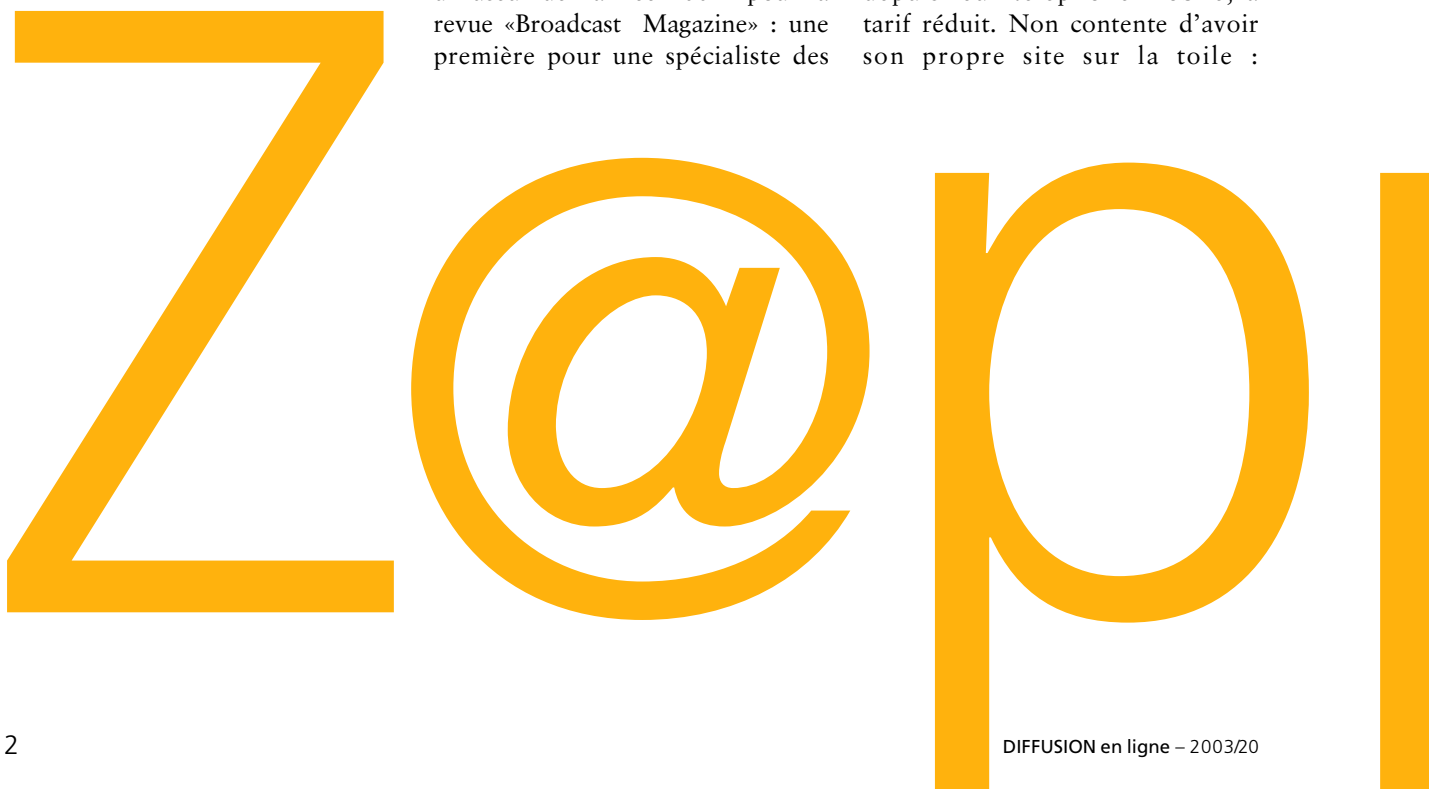 revue «Broadcast Magazine» : une
première pour une spécialiste des
tarif réduit. Non contente d'avoir
son propre site sur la toile :
Z@p
2
DIFFUSION en ligne – 2003/20